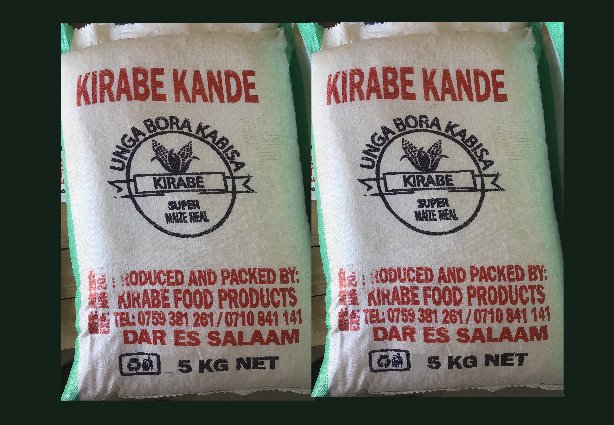 KIRABE KANDE
UNGA BORA KABISA
KIRABE
SUPER
MAIZE MEAL
RODUCED AND PACKED BY:
KIRABE FOOD PRODUCTS
TEL: 0759 381 261 / 0710 841 141
DAR ES SALAAM
5 KG NET
KIRABE KANDE
UNGA BORA KABISA
KIRABE
SUPER
MAIZE MEAL
RODUCED AND PACKED BY:
KIRABE FOOD PRODUCTS
TEL: 0759 381 261 / 0710 841 141
DAR ES SALAAM
5 KG NET